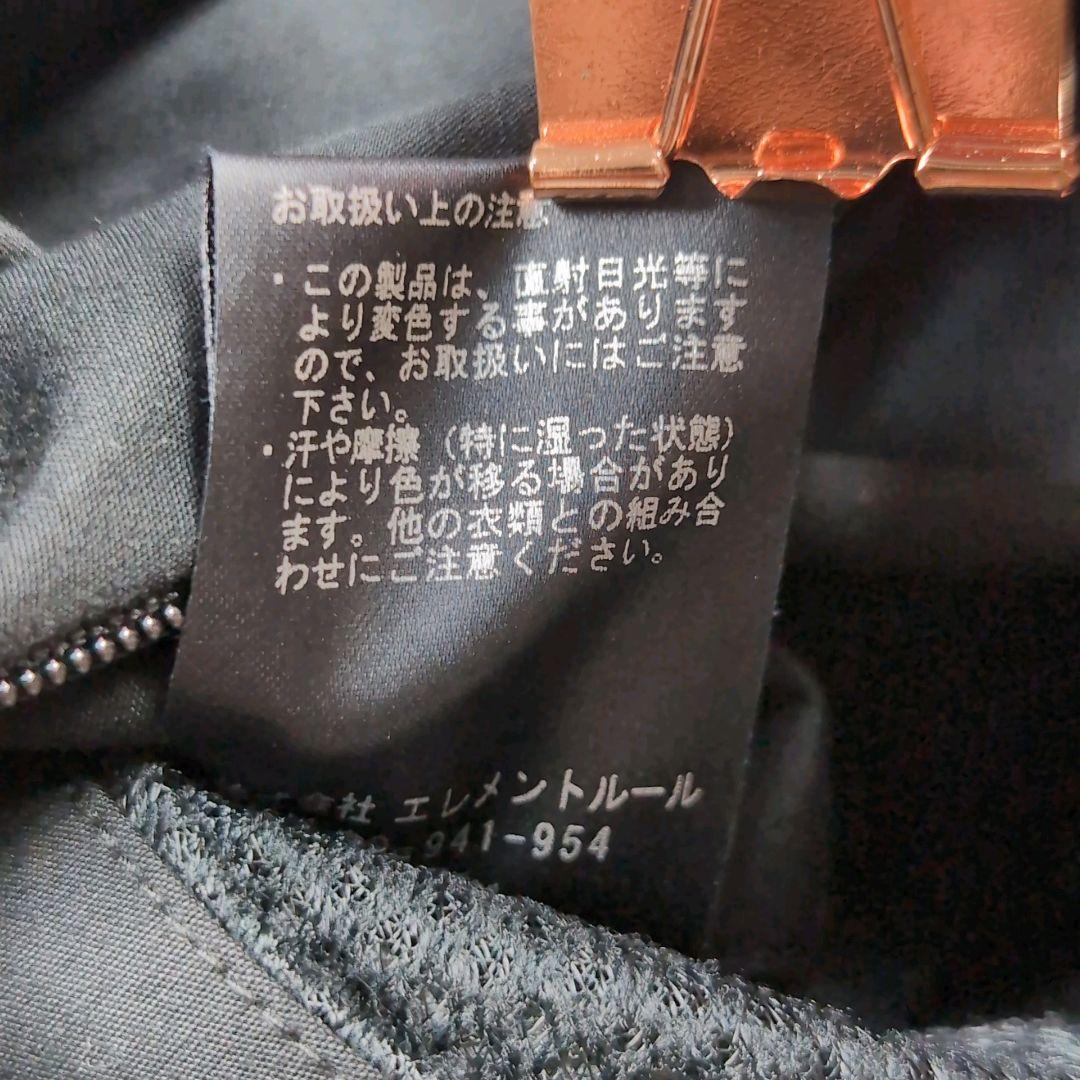 お取扱い上の注意
・この製品は、直射日光等に
より変色する事があります
ので、お取扱いにはご注意
下さい。
・汗や摩擦（特に湿った状態）
により色が移る場合があり
ます。他の衣類との組み合
わせにご注意ください。
会社 エレメントルール
941-954